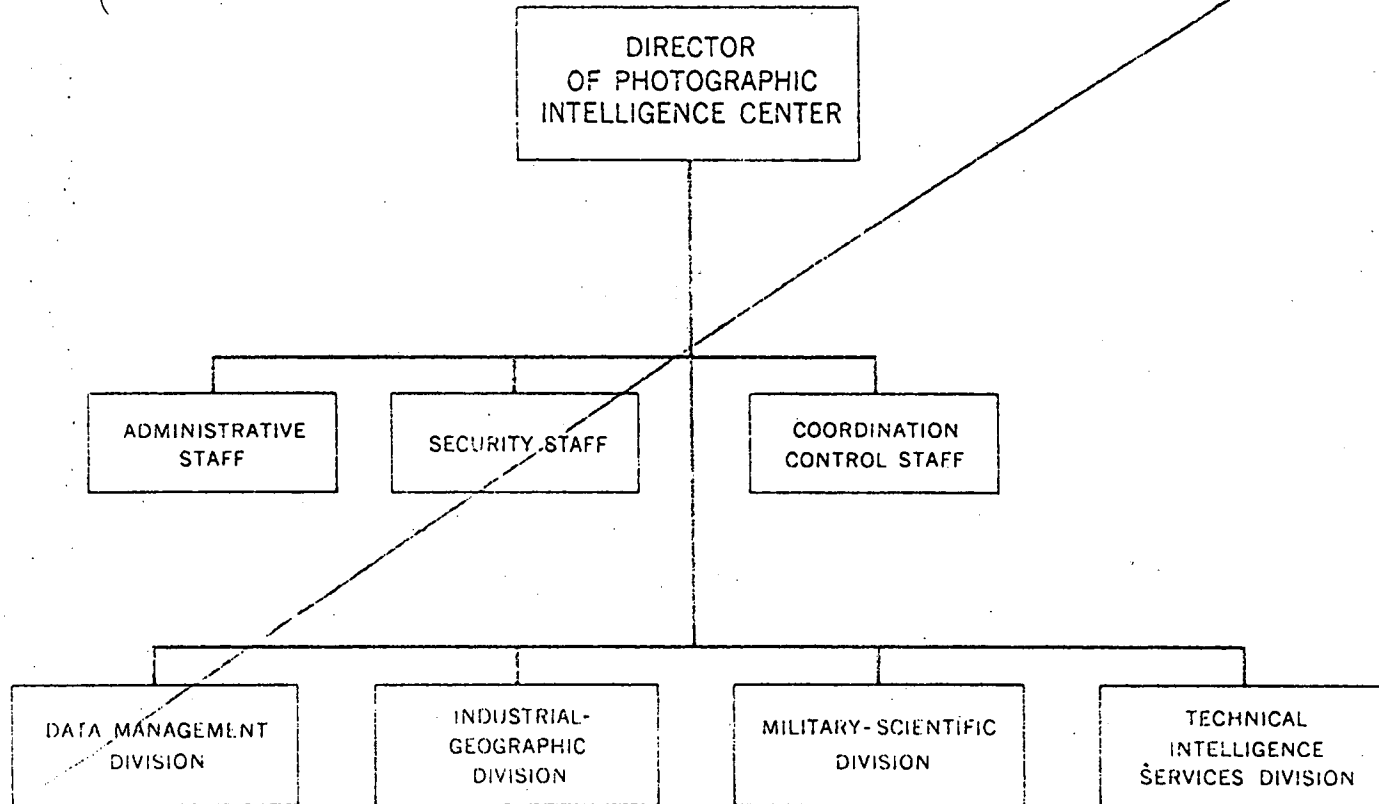 DIRECTOR
OF PHOTOGRAPHIC
INTELLIGENCE CENTER
ADMINISTRATIVE
STAFF
SECURITY STAFF
COORDINATION
CONTROL STAFF
DATA MANAGEMENT
DIVISION
INDUSTRIAL-
GEOGRAPHIC
DIVISION
MILITARY-SCIENTIFIC
DIVISION
TECHNICAL
INTELLIGENCE
SERVICES DIVISION